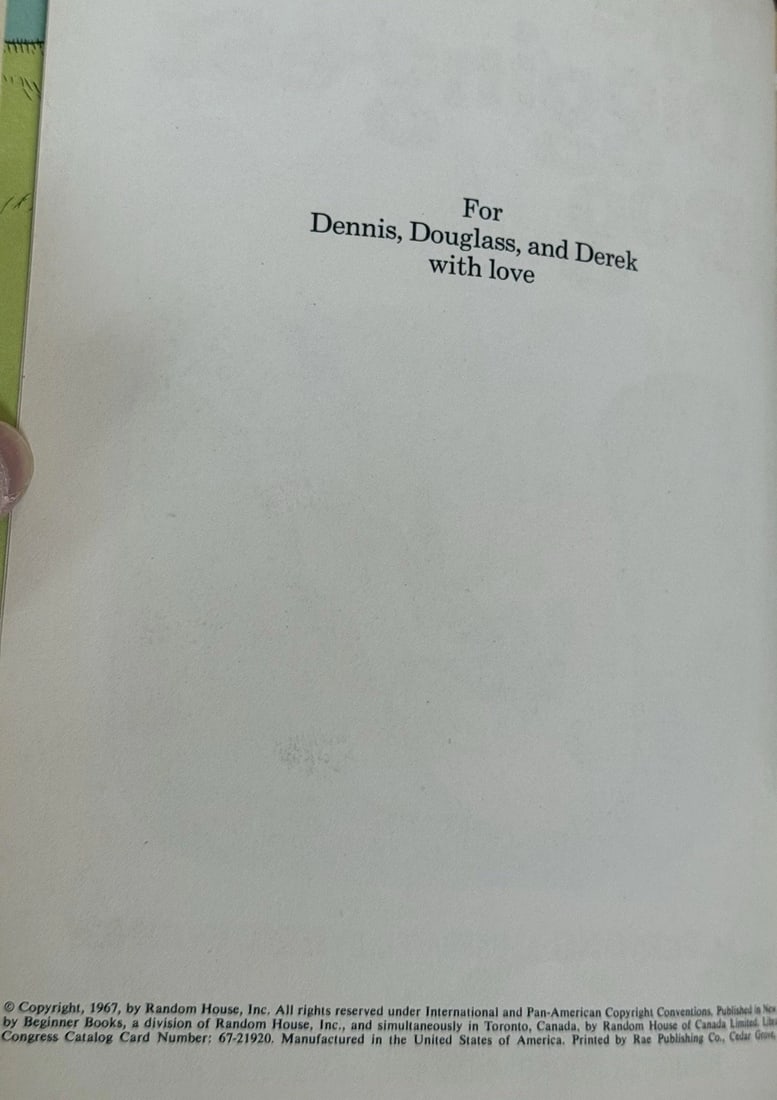 For
Dennis, Douglass, and Derek
with love
© Copyright, 1967, by Random House, Inc. All rights reserved under International and Pan-American Copyright Conventions. Published in New
by Beginner Books, a division of Random House, Inc., and simultaneously in Toronto, Canada, by Random House of Canada Limited.
Congress Catalog Card Number: 67-21920. Manufactured in the United States of America. Printed by Rae Publishing Co., Cedar Grove,